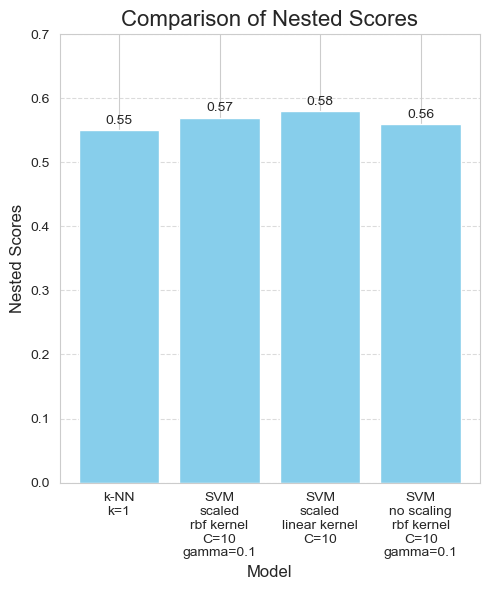 Comparison of Nested Scores
0.7
0.6
0.5
0.4
0.3
0.2
0.1
0.0
Nested Scores
0.55
0.57
0.58
0.56
k-NN
k=1
SVM
scaled
rbf kernel
C=10
gamma=0.1
SVM
scaled
linear kernel
C=10
SVM
no scaling
rbf kernel
C=10
gamma=0.1
Model